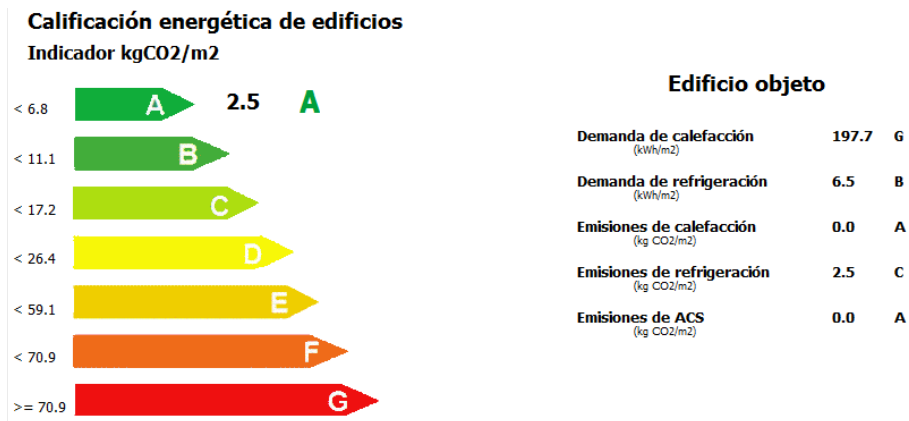 Calificación energética de edificios
Indicador kgCO2/m2
< 6.8 A 2.5 A
< 11.1 B
< 17.2 C
< 26.4 D
< 59.1 E
< 70.9 F
>= 70.9 G
Edificio objeto
Demanda de calefacción 197.7 G
(kWh/m2)
Demanda de refrigeración 6.5 B
(kWh/m2)
Emisiones de calefacción 0.0 A
(kg CO2/m2)
Emisiones de refrigeración 2.5 C
(kg CO2/m2)
Emisiones de ACS 0.0 A
(kg CO2/m2)